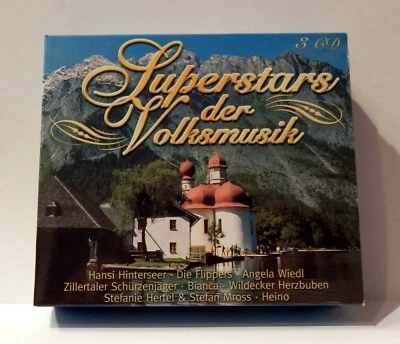 3 CD
Superstars
der
Volksmusik
Hansi Hinterseer · Die Flippers · Angela Wiedl
Zillertaler Schürzenjäger · Bianca · Wildecker Herzbuben
Stefanie Hertel & Stefan Mross · Heino